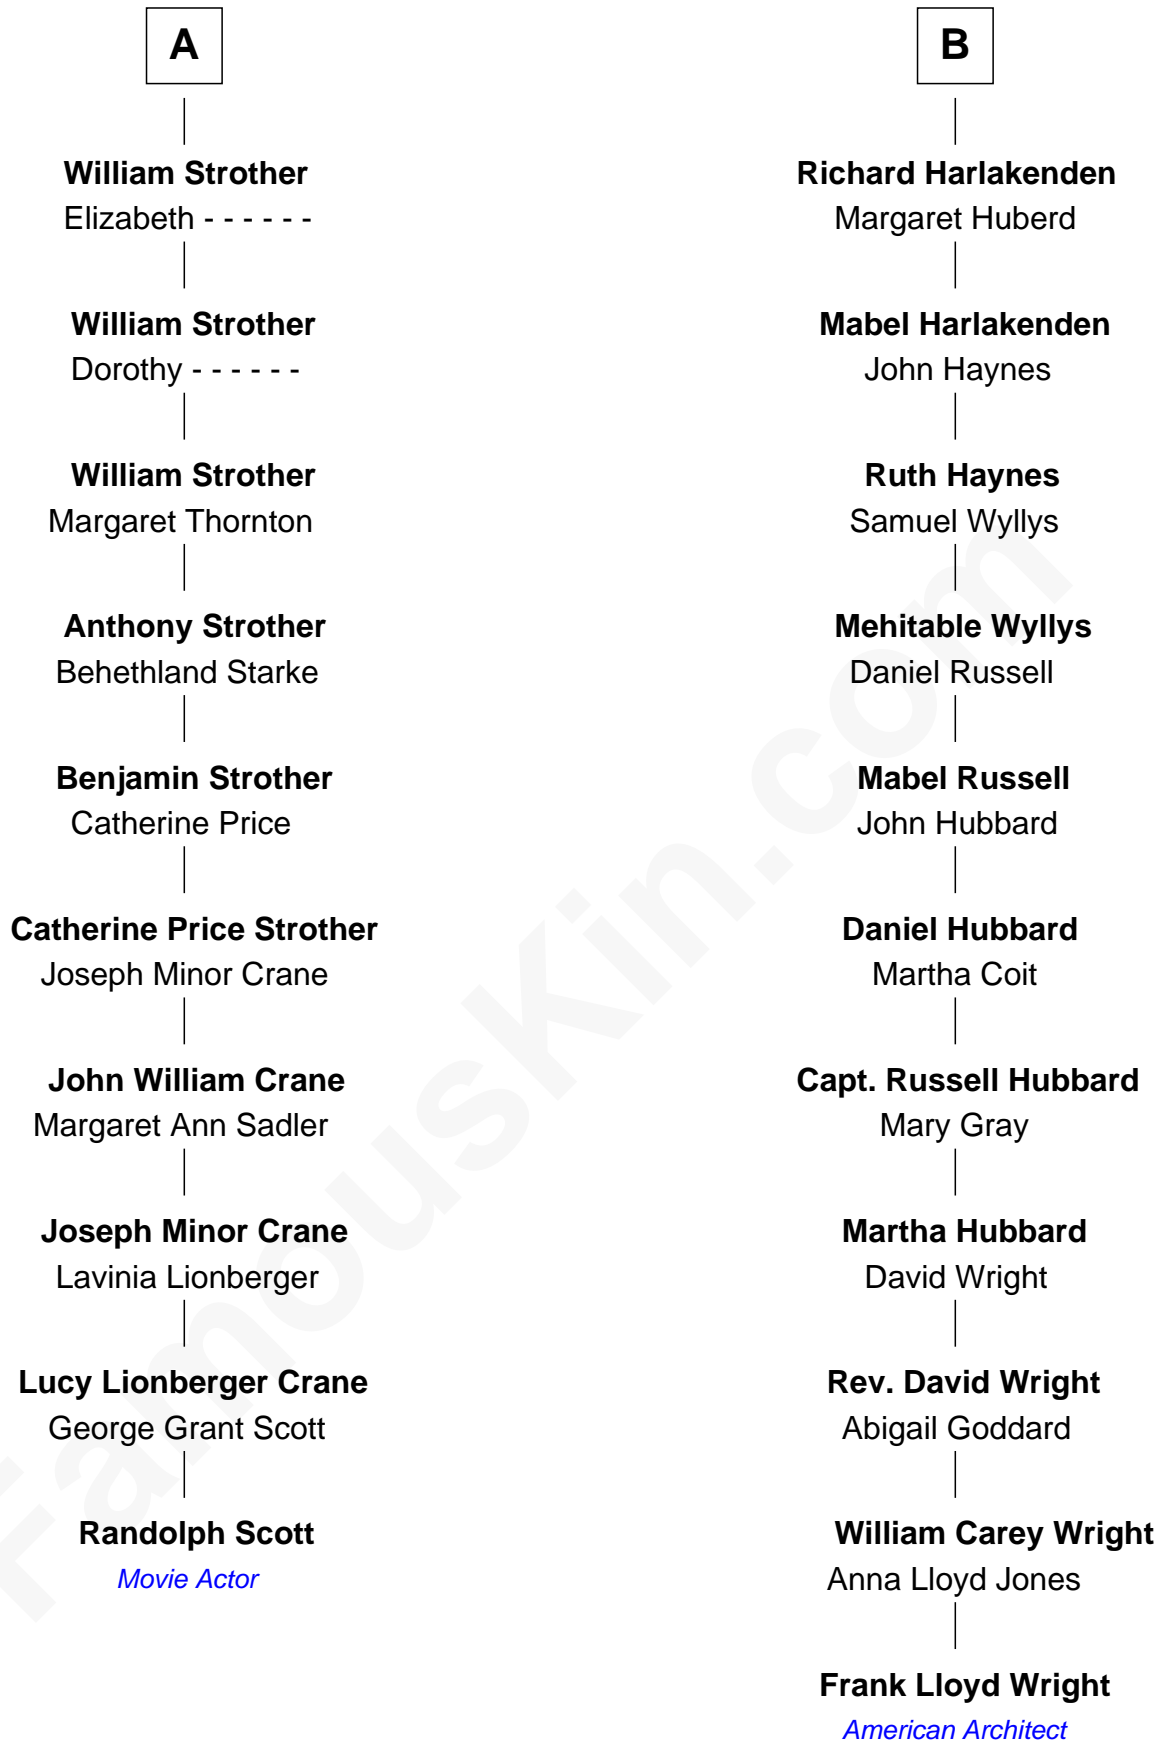 A
William Strother
Elizabeth - - - - - -
William Strother
Dorothy - - - - - -
William Strother
Margaret Thornton
Anthony Strother
Behethland Starke
Benjamin Strother
Catherine Price
Catherine Price Strother
Joseph Minor Crane
John William Crane
Margaret Ann Sadler
Joseph Minor Crane
Lavinia Lionberger
Lucy Lionberger Crane
George Grant Scott
Randolph Scott
Movie Actor
B
Richard Harlakenden
Margaret Huberd
Mabel Harlakenden
John Haynes
Ruth Haynes
Samuel Wyllys
Mehitable Wyllys
Daniel Russell
Mabel Russell
John Hubbard
Daniel Hubbard
Martha Coit
Capt. Russell Hubbard
Mary Gray
Martha Hubbard
David Wright
Rev. David Wright
Abigail Goddard
William Carey Wright
Anna Lloyd Jones
Frank Lloyd Wright
American Architect
FamousKin.com